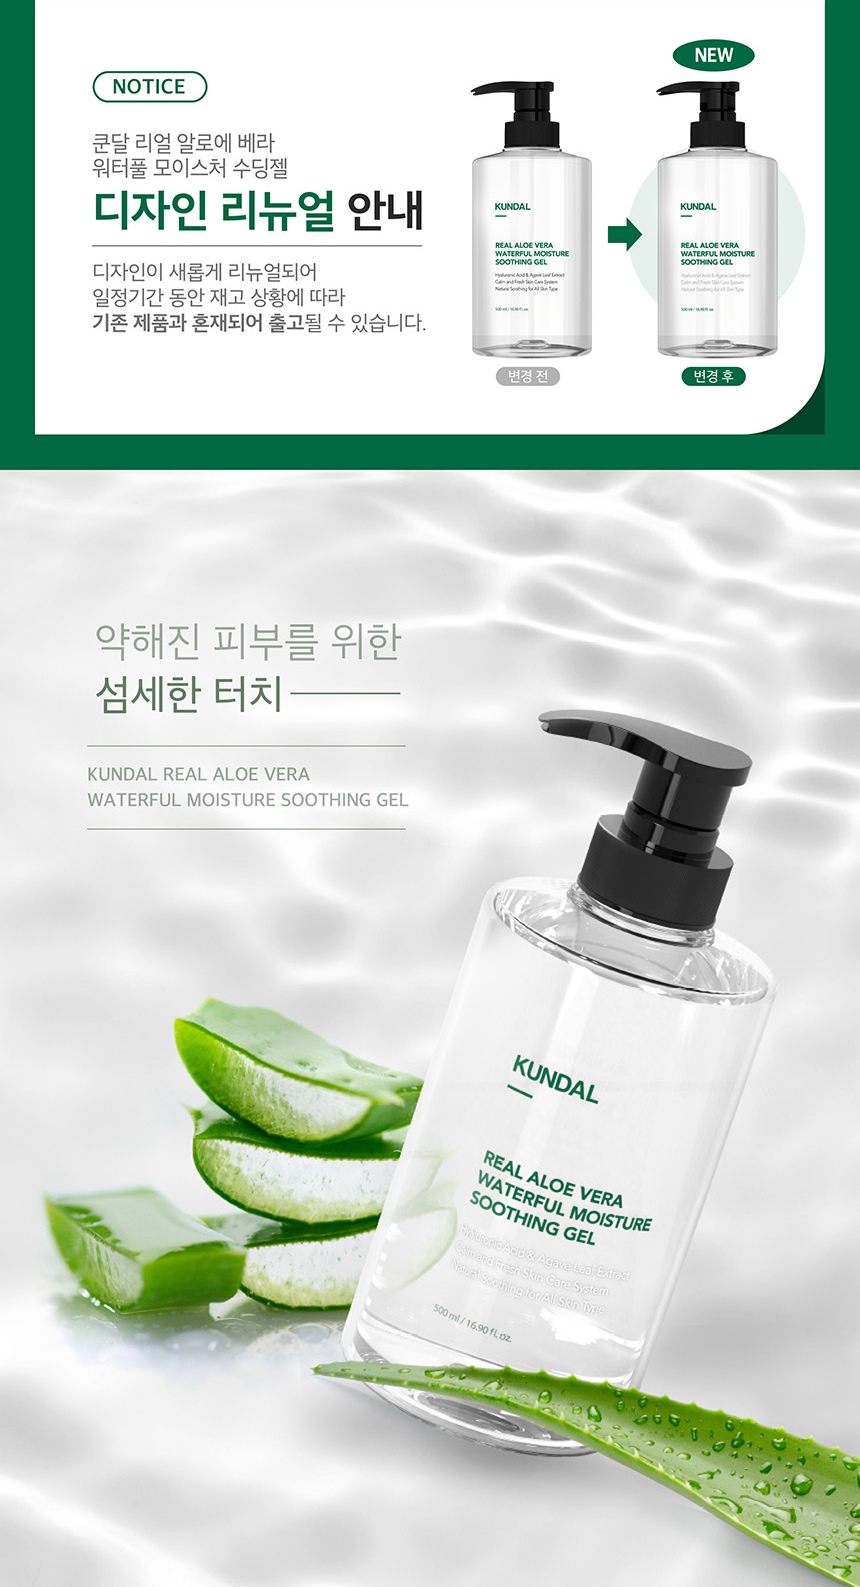 NOTICE
쿤달 리얼 알로에 베라
워터풀 모이스처 수딩젤
디자인 리뉴얼 안내
디자인이 새롭게 리뉴얼되어
일정기간 동안 재고 상황에 따라
기존 제품과 혼재되어 출고될 수 있습니다.
KUNDAL
REAL ALOE VERA
WATERFUL MOISTURE
SOOTHING GEL
Hyaluronic Acid & Agave Leaf Extract
Calm and Fresh Skin Care System
Natural Soothing for All Skin Type
500 ml / 16.90 fl. oz.
변경 전
NEW
KUNDAL
REAL ALOE VERA
WATERFUL MOISTURE
SOOTHING GEL
Hyaluronic Acid & Agave Leaf Extract
Calm and Fresh Skin Care System
Natural Soothing for All Skin Type
500 ml / 16.90 fl. oz.
변경 후
약해진 피부를 위한
섬세한 터치
KUNDAL REAL ALOE VERA
WATERFUL MOISTURE SOOTHING GEL
KUNDAL
REAL ALOE VERA
WATERFUL MOISTURE
SOOTHING GEL
Hyaluronic Acid & Agave Leaf Extract
Calm and Fresh Skin Care System
Natural Soothing for All Skin Type
500 ml / 16.90 fl. oz.